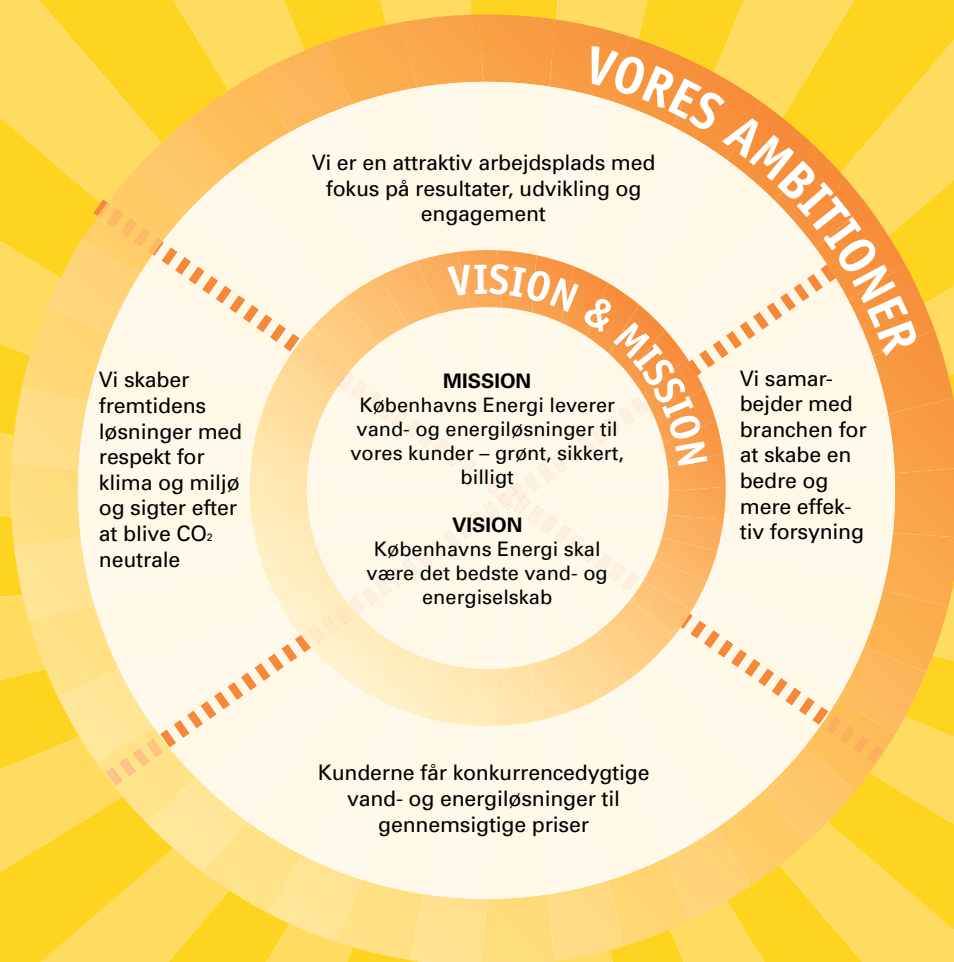 VORES AMBITIONER
Vi er en attraktiv arbejdsplads med
fokus på resultater, udvikling og
engagement
VISION & MISSION
MISSION
Københavns Energi leverer
vand- og energiløsninger til
vores kunder – grønt, sikkert,
billigt
VISION
Københavns Energi skal
være det bedste vand- og
energiselskab
Vi skaber
fremtidens
løsninger med
respekt for
klima og miljø
og sigter efter
at blive CO₂
neutrale
Vi samar-
bejder med
branchen for
at skabe en
bedre og
mere effek-
tiv forsyning
Kunderne får konkurrencedygtige
vand- og energiløsninger til
gennemsigtige priser